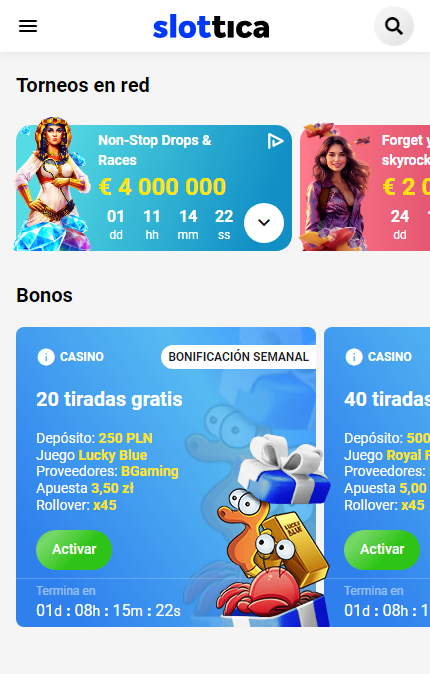 slottica
Torneos en red
Non-Stop Drops &
Races
€ 4 000 000
01 11 14 22
dd hh mm ss
Forget
skyrock
€ 2
24
dd
Bonos
CASINO
BONIFICACIÓN SEMANAL
20 tiradas gratis
Depósito: 250 PLN
Juego Lucky Blue
Proveedores: BGaming
Apuesta 3,50 zł
Rollover: x45
Activar
LUCKY
BLUE
Termina en
01d : 08h : 15m : 22s
CASINO
40 tiradas
Depósito: 500
Juego Royal
Proveedores:
Apuesta 5,00
Rollover: x45
Activar
Termina en
01d : 08h : 1